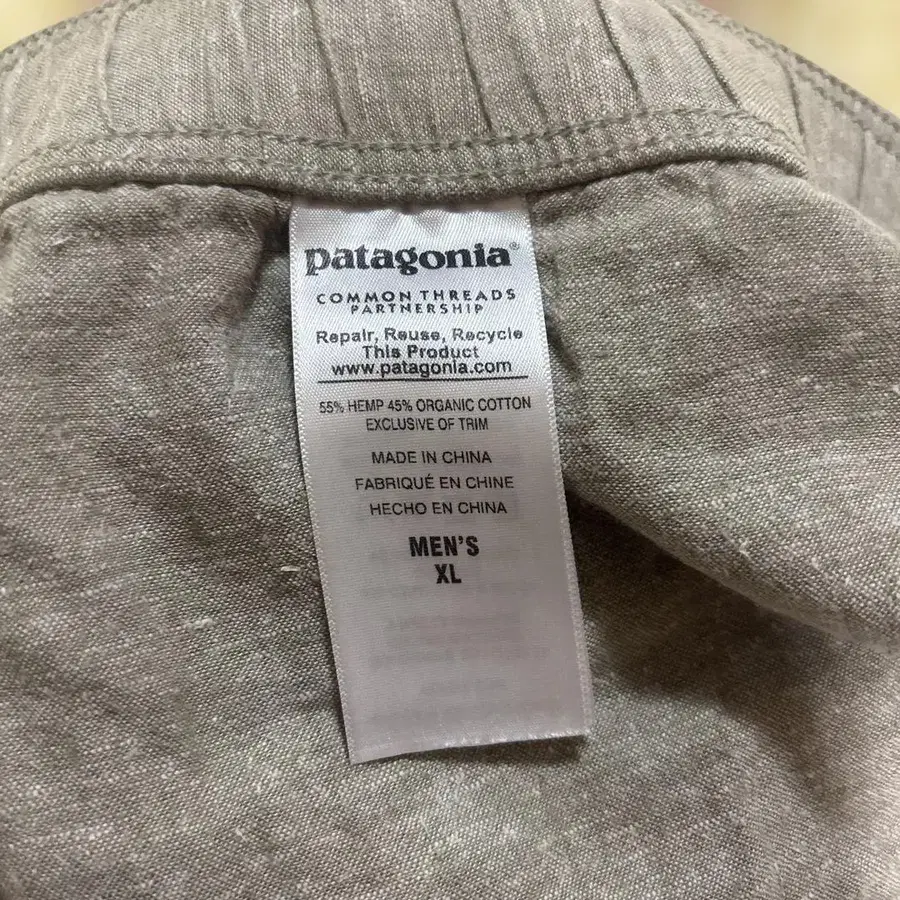 patagonia®
COMMON THREADS
PARTNERSHIP
Repair, Reuse, Recycle
This Product
www.patagonia.com
55% HEMP 45% ORGANIC COTTON
EXCLUSIVE OF TRIM
MADE IN CHINA
FABRIQUÉ EN CHINE
HECHO EN CHINA
MEN'S
XL